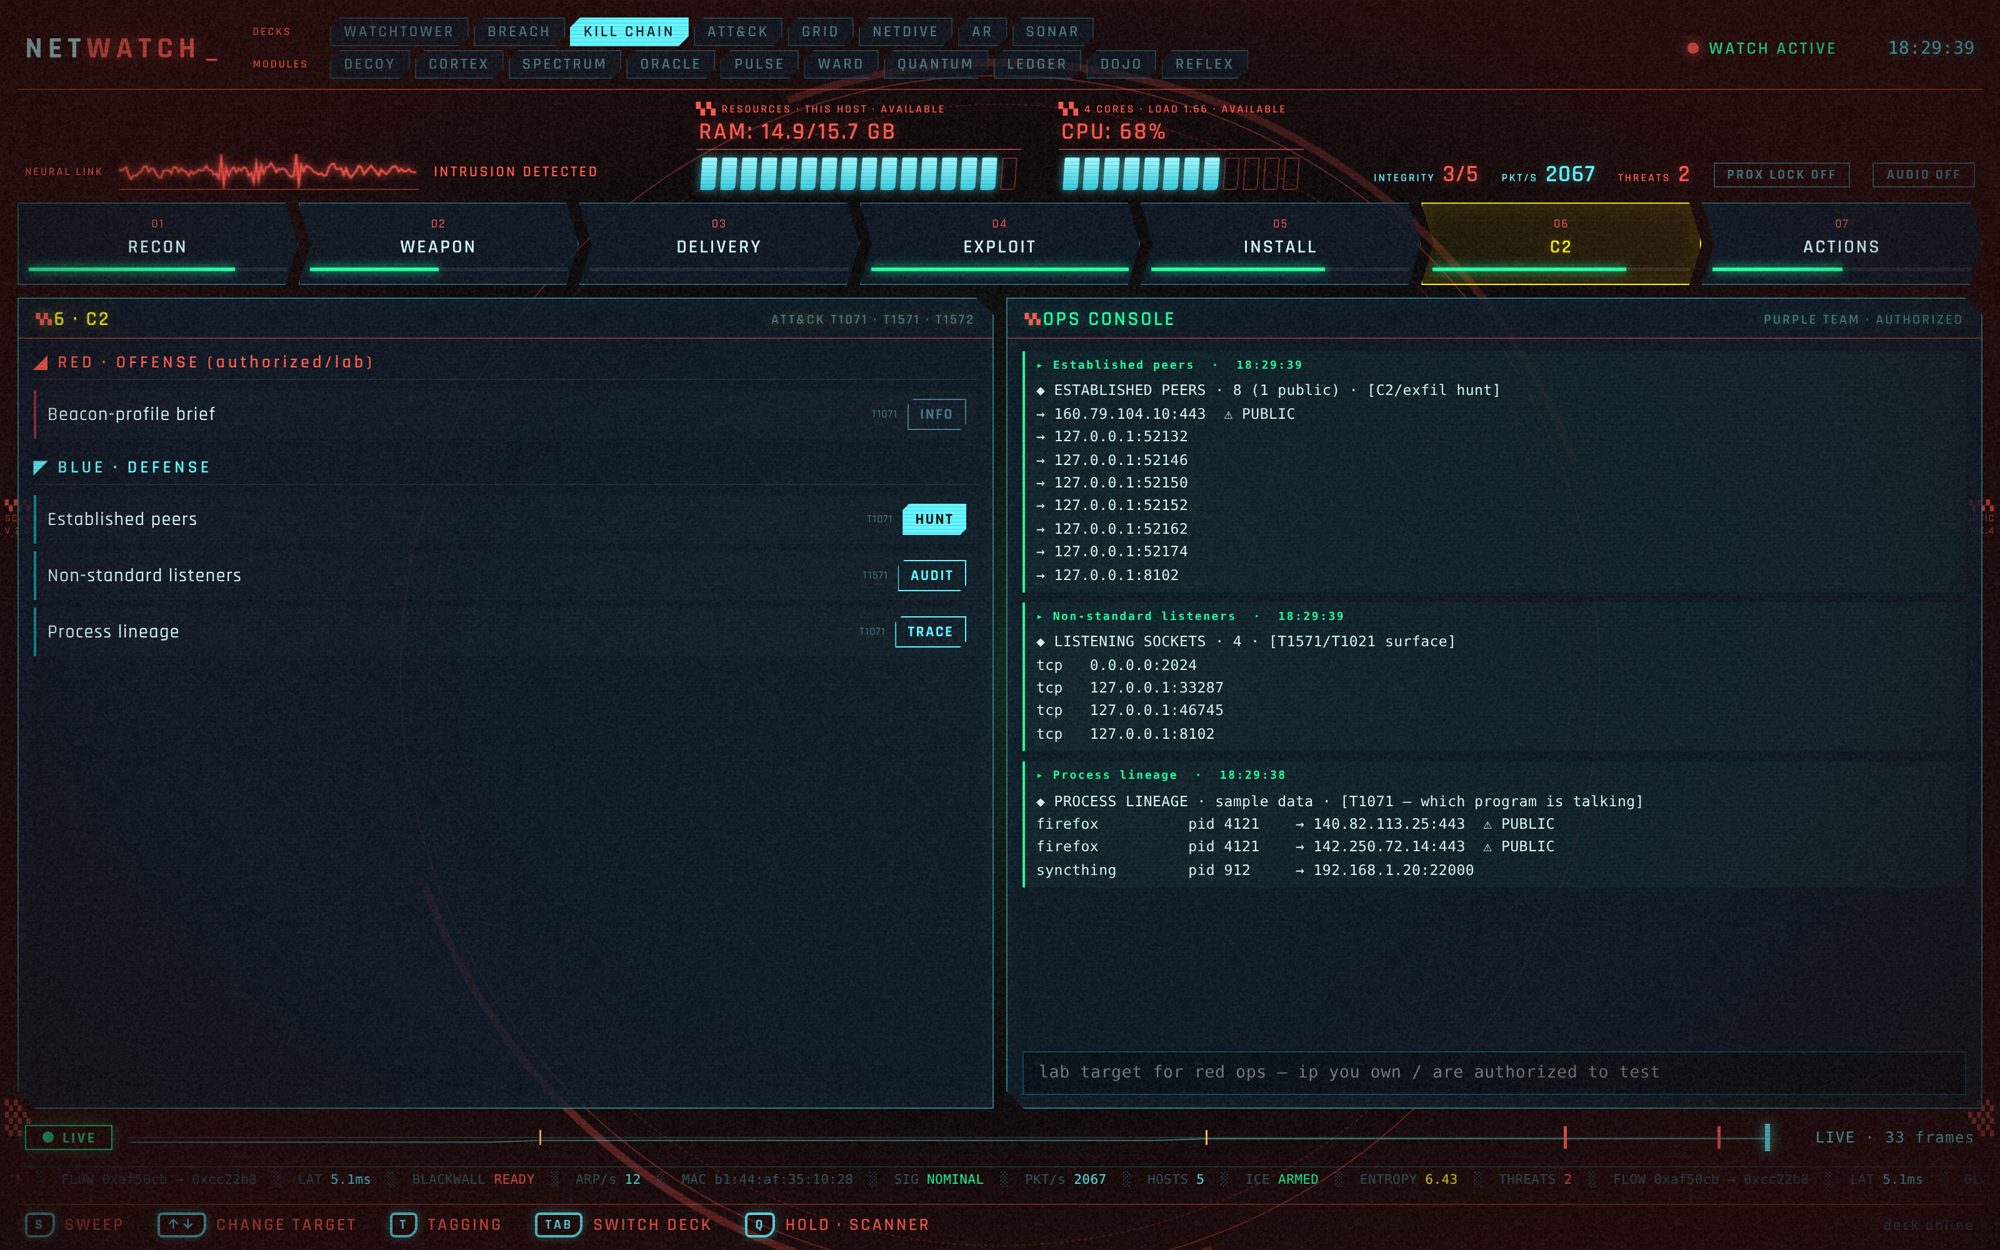 NETWATCH_
DECKS WATCHTOWER BREACH KILL CHAIN ATT&CK GRID NETDIVE AR SONAR
MODULES DECOY CORTEX SPECTRUM ORACLE PULSE WARD QUANTUM LEDGER DOJO REFLEX
WATCH ACTIVE 18:29:39
RESOURCES · THIS HOST · AVAILABLE
RAM: 14.9/15.7 GB
4 CORES · LOAD 1.66 · AVAILABLE
CPU: 68%
NEURAL LINK INTRUSION DETECTED
INTEGRITY 3/5 PKT/S 2067 THREATS 2 PROX LOCK OFF AUDIO OFF
01 RECON
02 WEAPON
03 DELIVERY
04 EXPLOIT
05 INSTALL
06 C2
07 ACTIONS
6 · C2 ATT&CK T1071 · T1571 · T1572
RED · OFFENSE (authorized/lab)
Beacon-profile brief T1071 INFO
BLUE · DEFENSE
Established peers T1071 HUNT
Non-standard listeners T1571 AUDIT
Process lineage T1071 TRACE
OPS CONSOLE PURPLE TEAM · AUTHORIZED
▸ Established peers · 18:29:39
◆ ESTABLISHED PEERS · 8 (1 public) · [C2/exfil hunt]
→ 160.79.104.10:443 ⚠ PUBLIC
→ 127.0.0.1:52132
→ 127.0.0.1:52146
→ 127.0.0.1:52150
→ 127.0.0.1:52152
→ 127.0.0.1:52162
→ 127.0.0.1:52174
→ 127.0.0.1:8102
▸ Non-standard listeners · 18:29:39
◆ LISTENING SOCKETS · 4 · [T1571/T1021 surface]
tcp 0.0.0.0:2024
tcp 127.0.0.1:33287
tcp 127.0.0.1:46745
tcp 127.0.0.1:8102
▸ Process lineage · 18:29:38
◆ PROCESS LINEAGE · sample data · [T1071 — which program is talking]
firefox pid 4121 → 140.82.113.25:443 ⚠ PUBLIC
firefox pid 4121 → 142.250.72.14:443 ⚠ PUBLIC
syncthing pid 912 → 192.168.1.20:22000
lab target for red ops — ip you own / are authorized to test
LIVE LIVE · 33 frames
FLOW 0xaf50cb → 0xcc22b8 LAT 5.1ms BLACKWALL READY ARP/s 12 MAC b1:44:af:35:10:28 SIG NOMINAL PKT/s 2067 HOSTS 5 ICE ARMED ENTROPY 6.43 THREATS 2 FLOW 0xaf50cb → 0xcc22b8 LAT 5.1ms
S SWEEP ↑↓ CHANGE TARGET T TAGGING TAB SWITCH DECK Q HOLD · SCANNER deck online